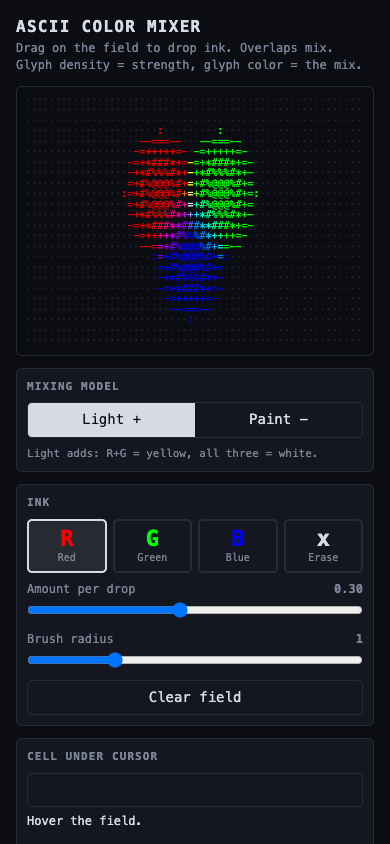 ASCII COLOR MIXER
Drag on the field to drop ink. Overlaps mix.
Glyph density = strength, glyph color = the mix.
MIXING MODEL
Light +
Paint −
Light adds: R+G = yellow, all three = white.
INK
R
G
B
x
Red
Green
Blue
Erase
Amount per drop
0.30
Brush radius
1
Clear field
CELL UNDER CURSOR
Hover the field.